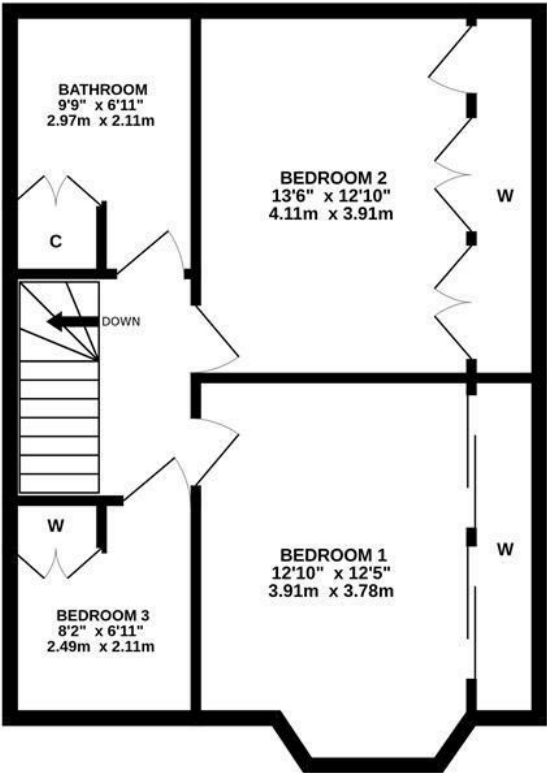 BATHROOM
9'9" x 6'11"
2.97m x 2.11m
C
BEDROOM 2
13'6" x 12'10"
4.11m x 3.91m
W
DOWN
W
BEDROOM 3
8'2" x 6'11"
2.49m x 2.11m
BEDROOM 1
12'10" x 12'5"
3.91m x 3.78m
W